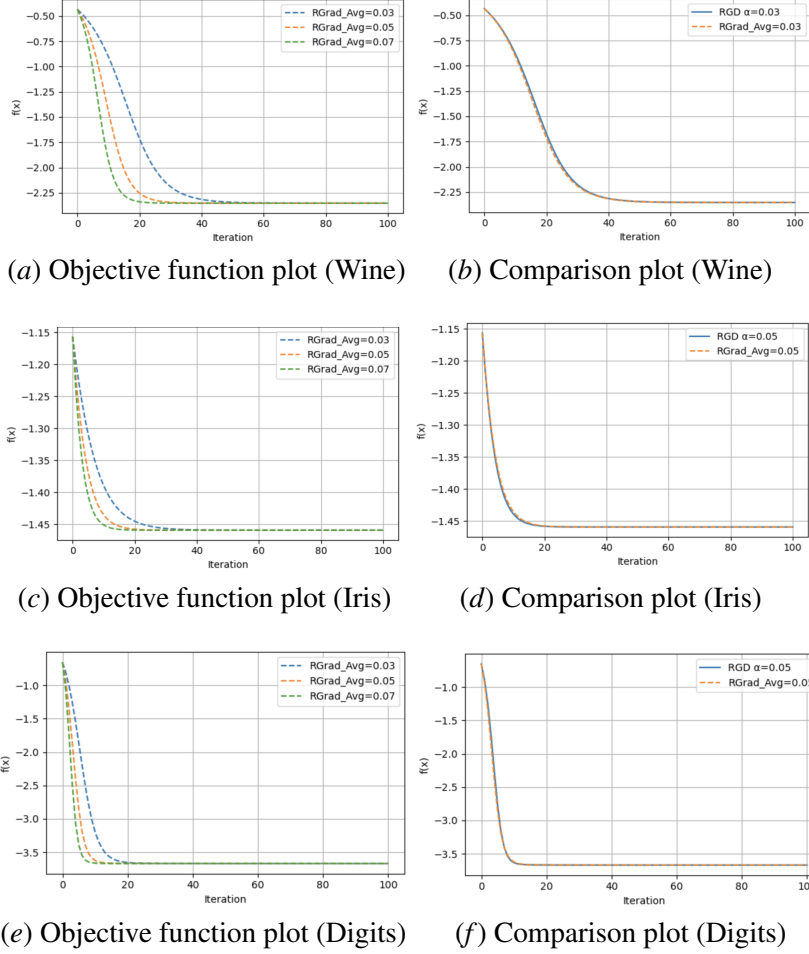 −0.50
−0.75
−1.00
−1.25
−1.50
−1.75
−2.00
−2.25
f(x)
0 20 40 60 80 100
Iteration
RGrad_Avg=0.03
RGrad_Avg=0.05
RGrad_Avg=0.07
−0.50
−0.75
−1.00
−1.25
−1.50
−1.75
−2.00
−2.25
f(x)
0 20 40 60 80 100
Iteration
RGD α=0.03
RGrad_Avg=0.03
(a) Objective function plot (Wine)
(b) Comparison plot (Wine)
−1.15
−1.20
−1.25
−1.30
−1.35
−1.40
−1.45
f(x)
0 20 40 60 80 100
Iteration
RGrad_Avg=0.03
RGrad_Avg=0.05
RGrad_Avg=0.07
−1.15
−1.20
−1.25
−1.30
−1.35
−1.40
−1.45
f(x)
0 20 40 60 80 100
Iteration
RGD α=0.05
RGrad_Avg=0.05
(c) Objective function plot (Iris)
(d) Comparison plot (Iris)
−1.0
−1.5
−2.0
−2.5
−3.0
−3.5
f(x)
0 20 40 60 80 100
Iteration
RGrad_Avg=0.03
RGrad_Avg=0.05
RGrad_Avg=0.07
−1.0
−1.5
−2.0
−2.5
−3.0
−3.5
f(x)
0 20 40 60 80
Iteration
RGD α=0.05
(e) Objective function plot (Digits)
(f) Comparison plot (Digits)